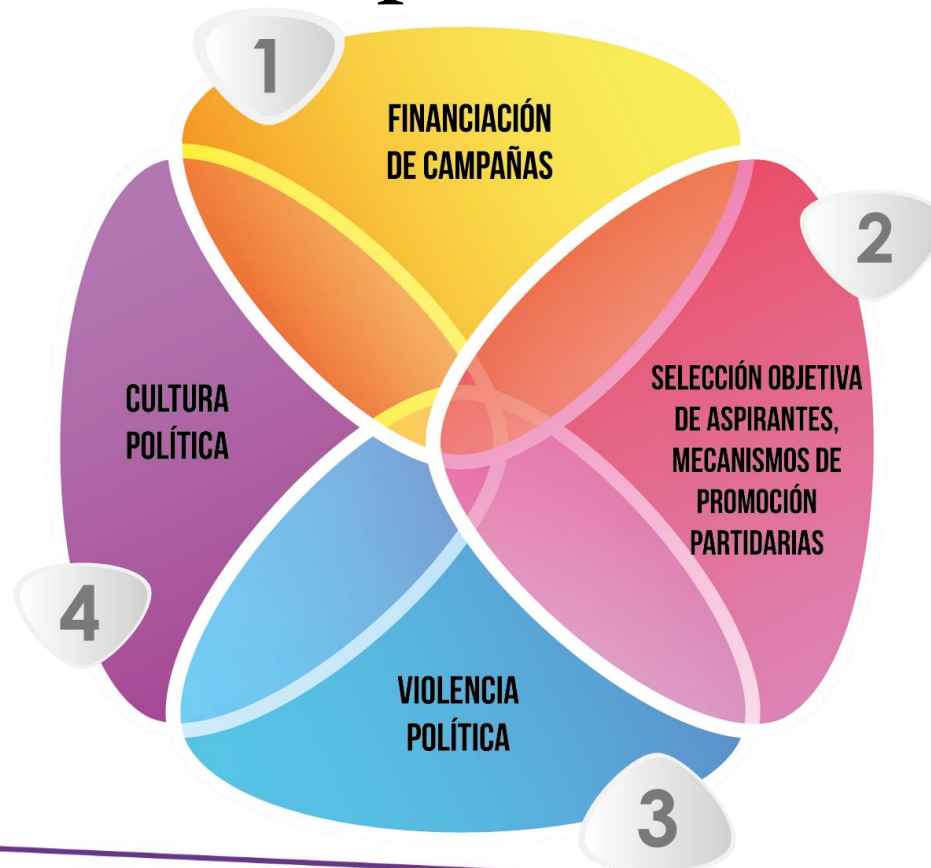 1
FINANCIACIÓN
DE CAMPAÑAS
2
SELECCIÓN OBJETIVA
DE ASPIRANTES,
MECANISMOS DE
PROMOCIÓN
PARTIDARIAS
3
VIOLENCIA
POLÍTICA
4
CULTURA
POLÍTICA